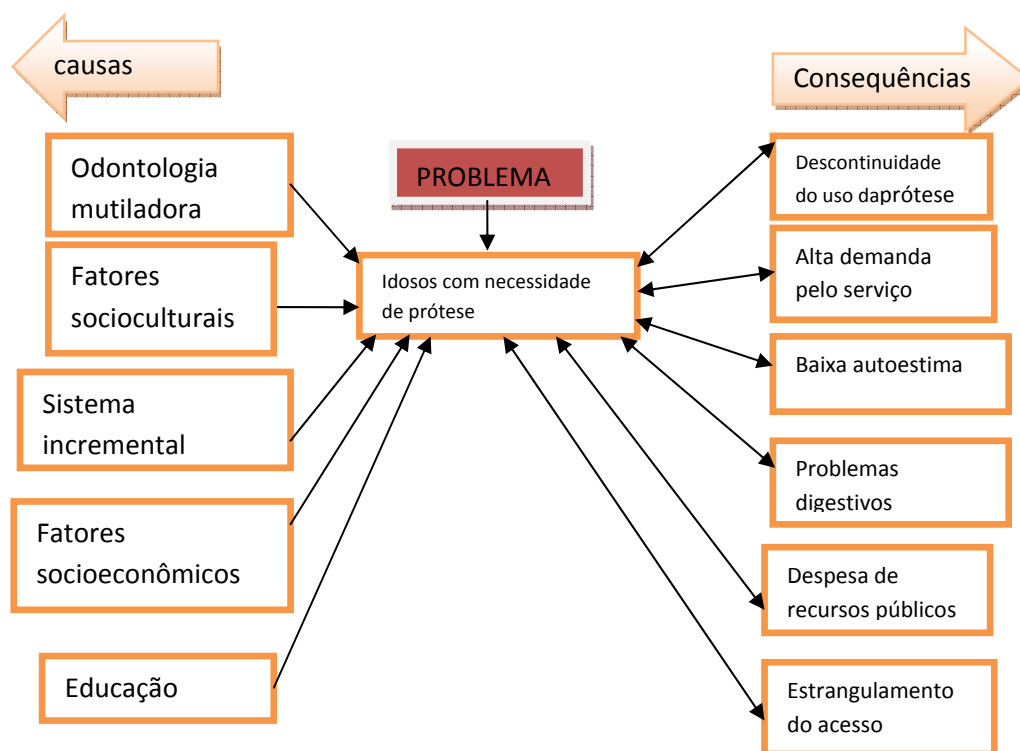 causas
Consequências
PROBLEMA
Odontologia
mutiladora
Fatores
socioculturais
Sistema
incremental
Fatores
socioeconômicos
Educação
Idosos com necessidade
de prótese
Descontinuidade
do uso daprótese
Alta demanda
pelo serviço
Baixa autoestima
Problemas
digestivos
Despesa de
recursos públicos
Estrangulamento
do acesso